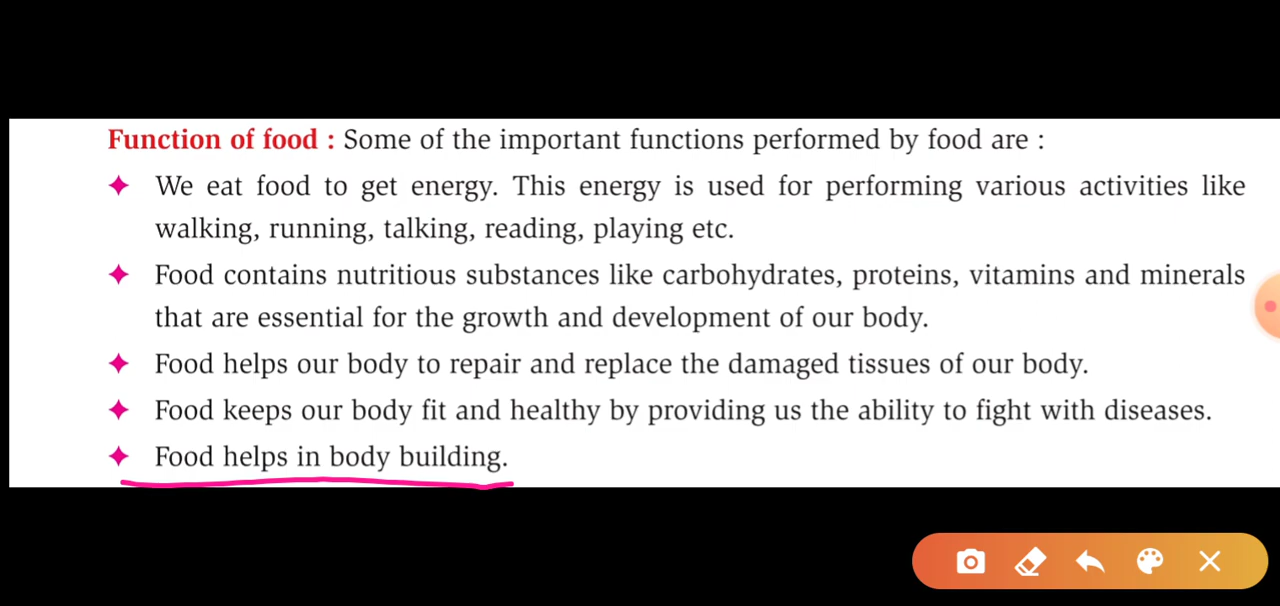 Function of food : Some of the important functions performed by food are :
We eat food to get energy. This energy is used for performing various activities like
walking, running, talking, reading, playing etc.
Food contains nutritious substances like carbohydrates, proteins, vitamins and minerals
that are essential for the growth and development of our body.
Food helps our body to repair and replace the damaged tissues of our body.
Food keeps our body fit and healthy by providing us the ability to fight with diseases.
Food helps in body building.